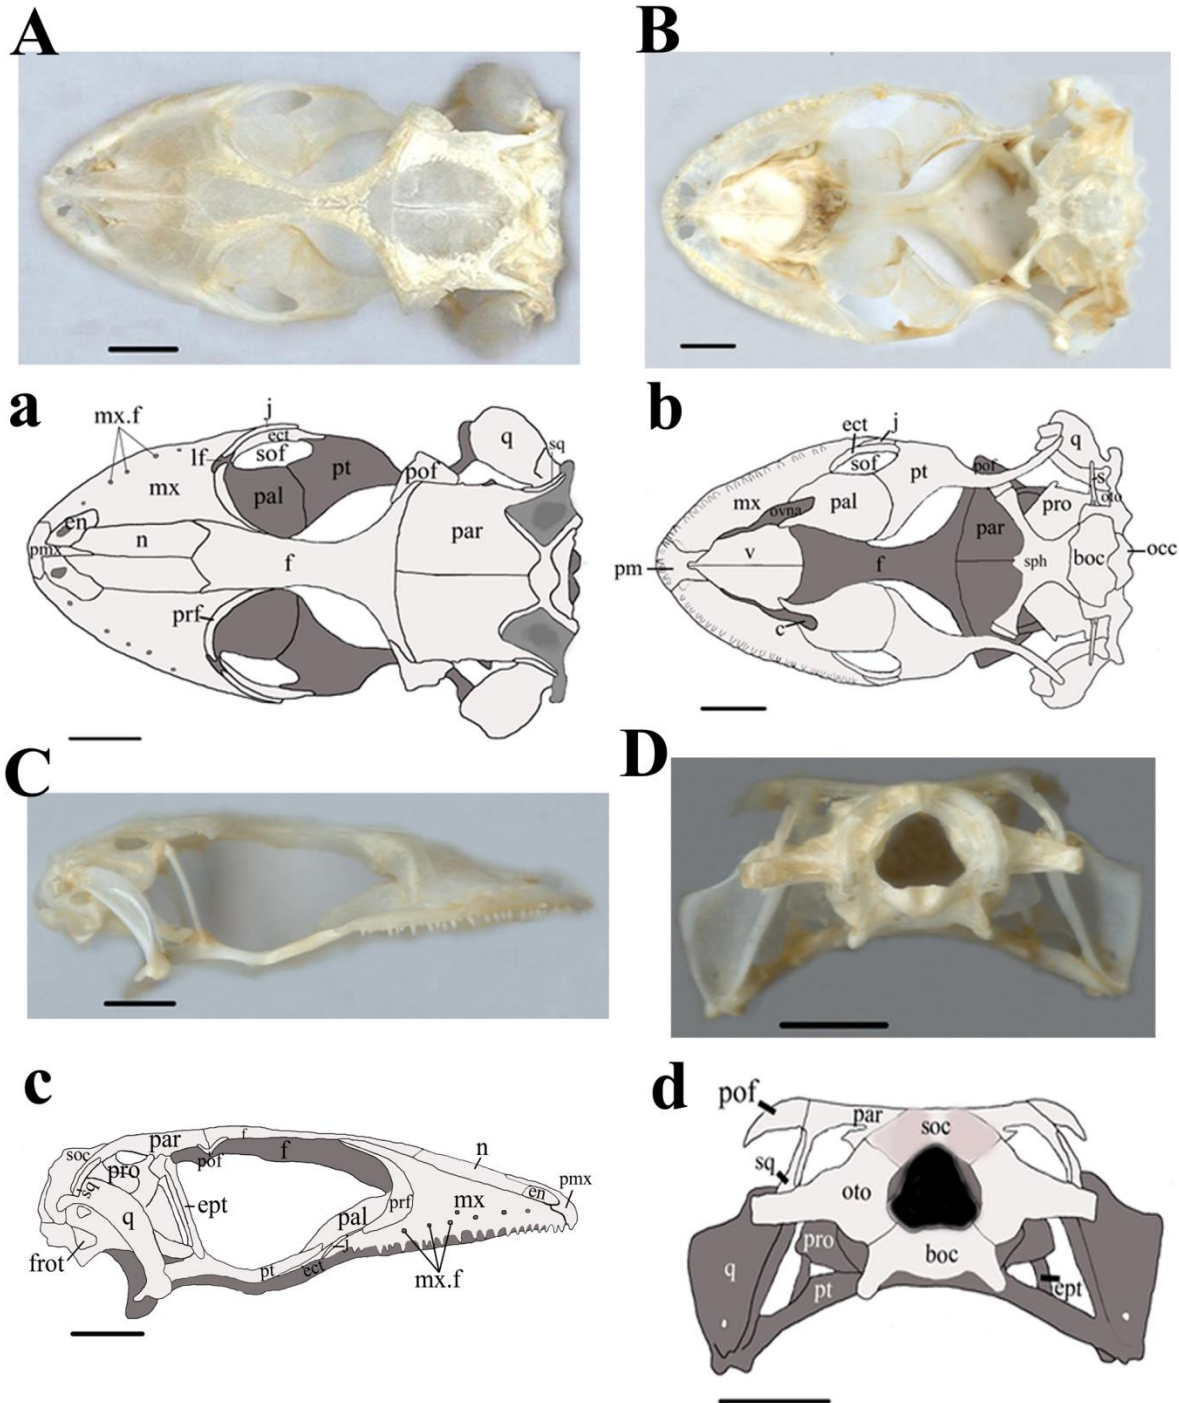 A
B
a
mx.f
j
ect
lf
sof
pt
q
sq
pof
mx
pal
en
n
par
pmx
f
prf
b
ect
j
q
sof
pt
pof
s
oto
mx
ovna
pal
pro
par
v
f
sph
boc
occ
pm
c
C
D
c
par
f
soc
pof
f
n
pro
sq
en
pmx
ept
prf
mx
q
pal
j
frot
pt
ect
mx.f
d
pof
par
soc
sq
oto
pro
boc
q
pt
ept